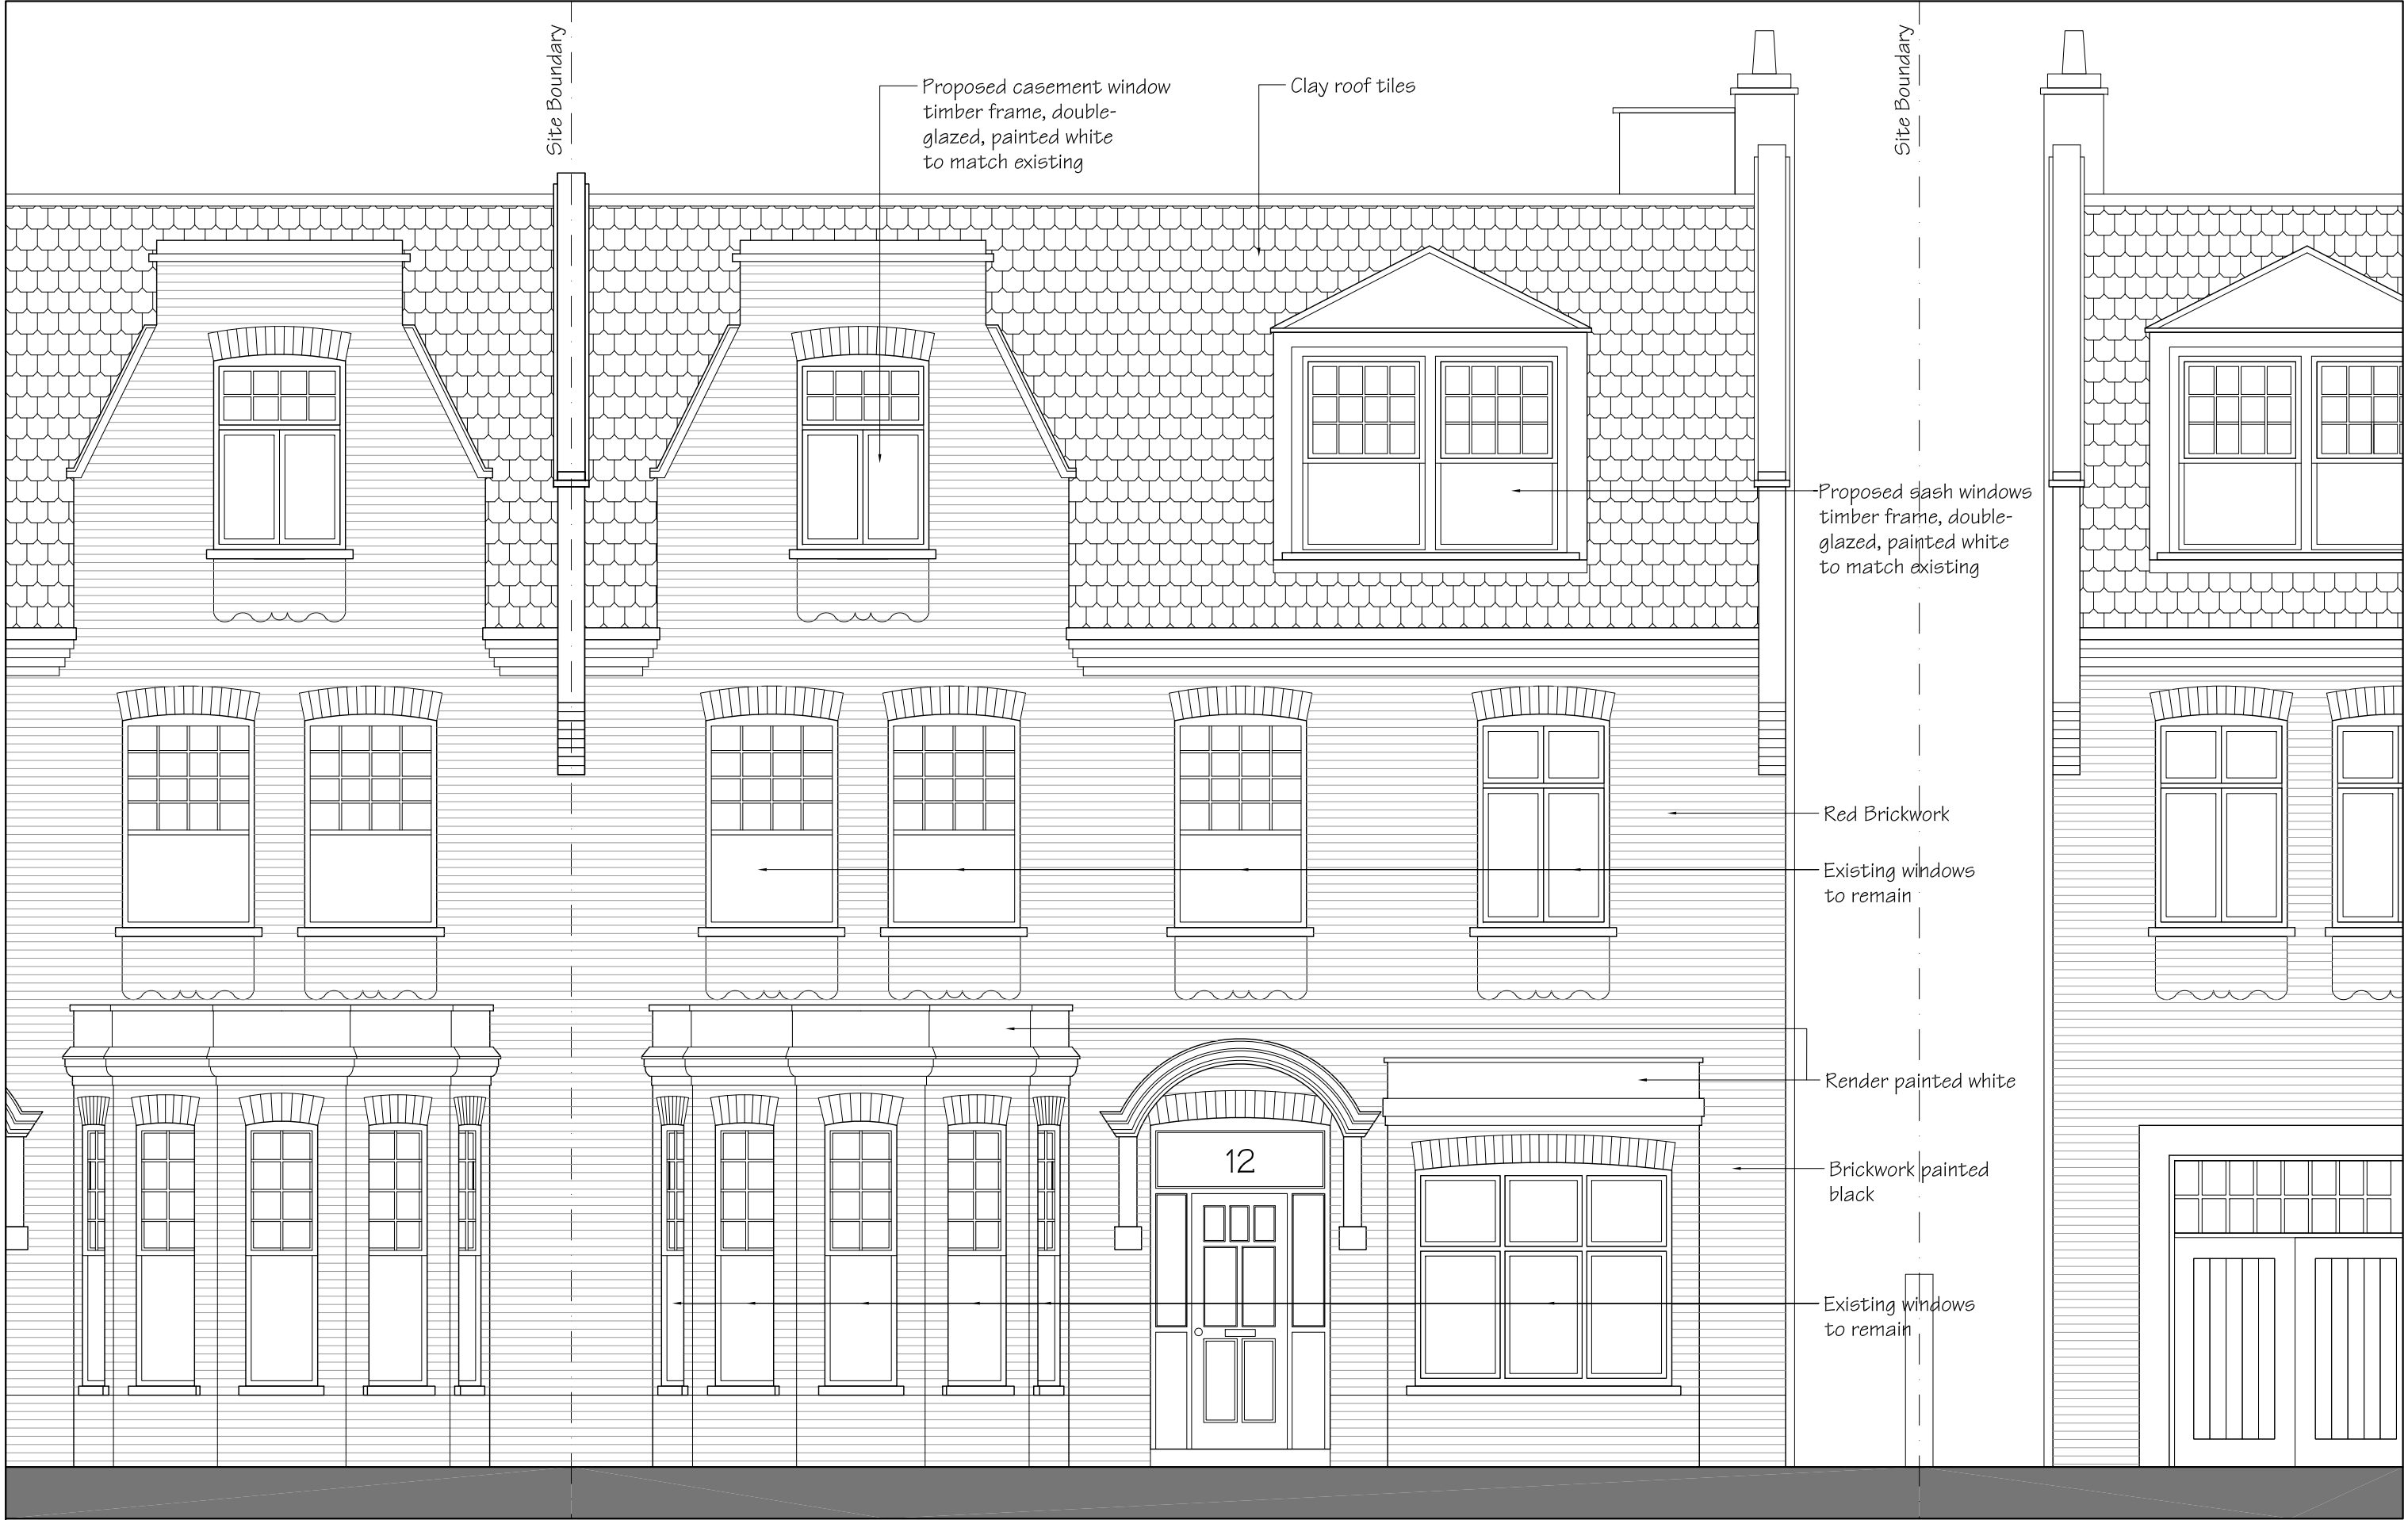 Site Boundary
Proposed casement window
timber frame, double-
glazed, painted white
to match existing
Clay roof tiles
Site Boundary
Proposed sash windows
timber frame, double-
glazed, painted white
to match existing
Red Brickwork
Existing windows
to remain
Render painted white
12
Brickwork painted
black
Existing windows
to remain